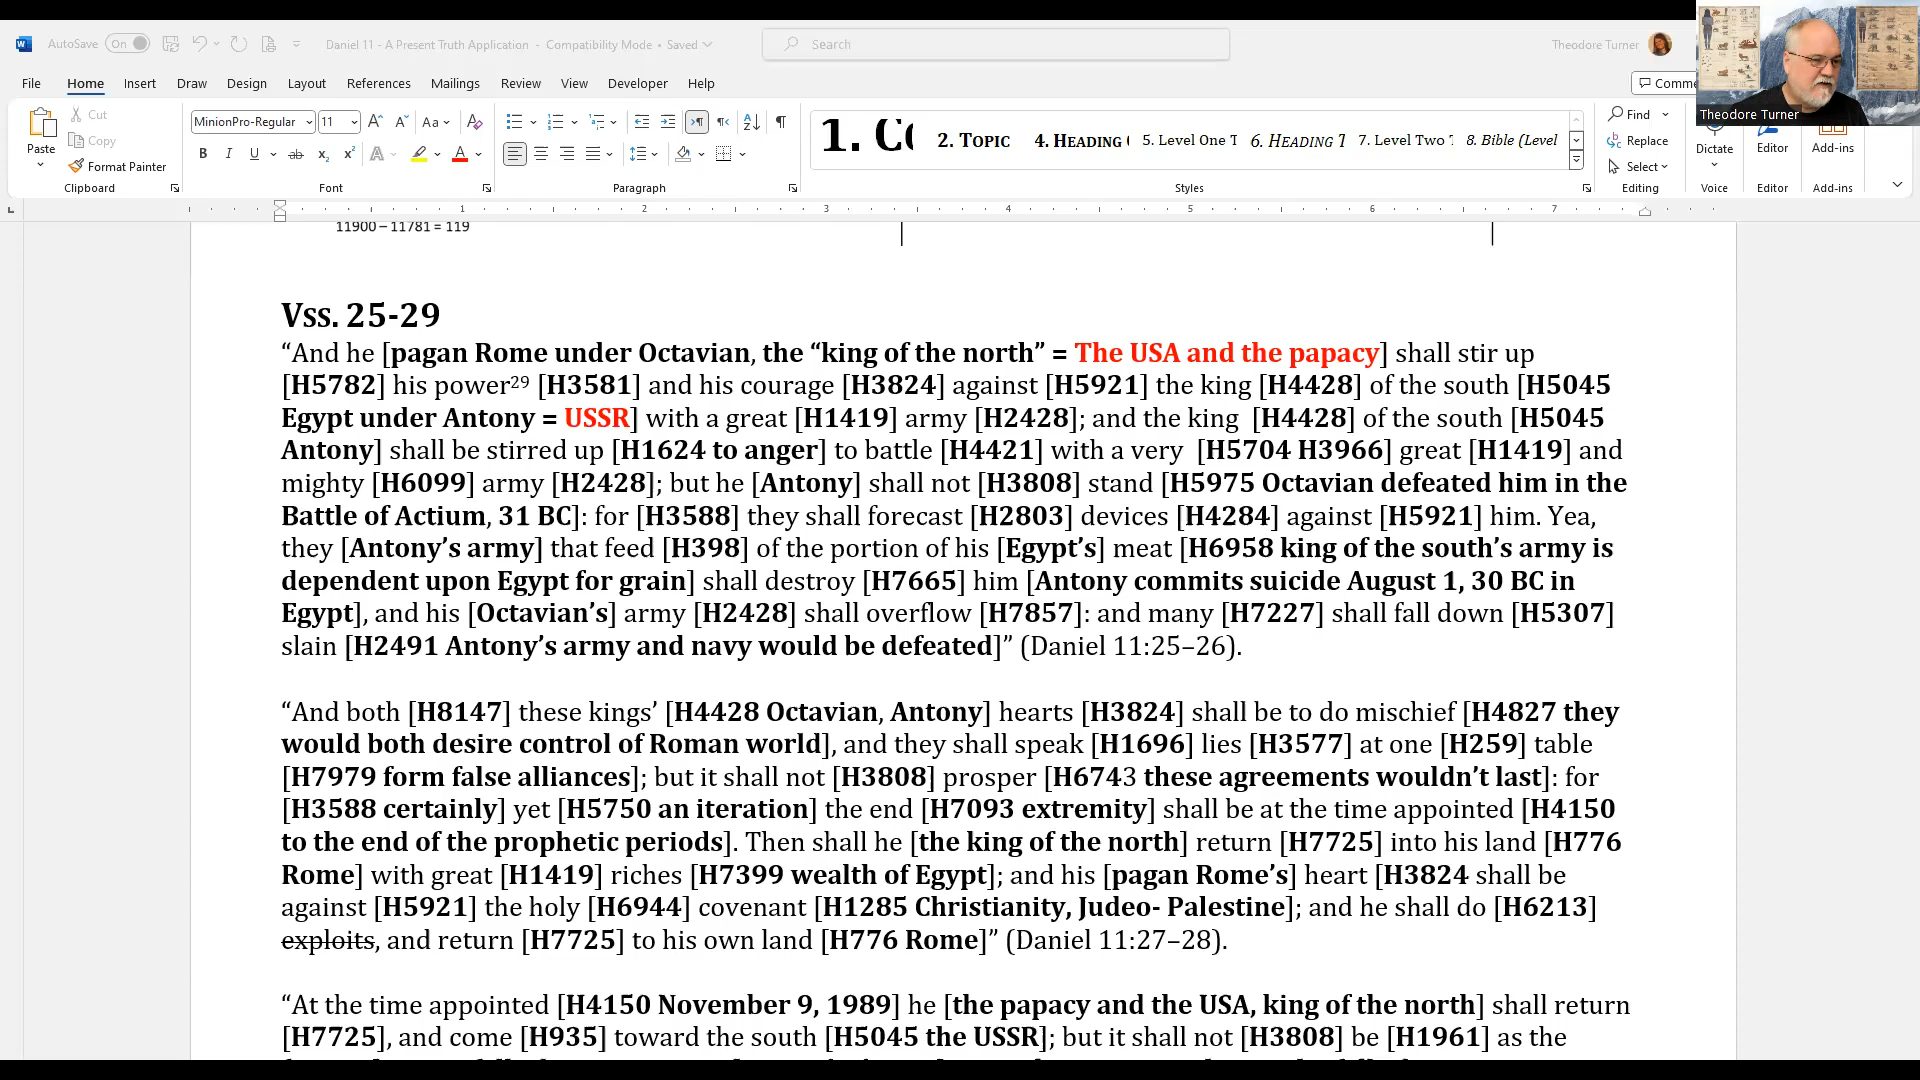 AutoSave On Daniel 11 - A Present Truth Application - Compatibility Mode • Saved Search Theodore Turner
File Home Insert Draw Design Layout References Mailings Review View Developer Help Comme
Theodore Turner
Paste Cut Copy Format Painter
MinionPro-Regular 11
1. Co 2. Topic 4. Heading 5. Level One T 6. Heading T 7. Level Two 8. Bible (Level
Find Replace Select Dictate Editor Add-ins
Clipboard Font Paragraph Styles Editing Voice Editor Add-ins
1 2 3 4 5 6 7
11900 – 11781 = 119
Vss. 25-29
“And he [pagan Rome under Octavian, the “king of the north” = The USA and the papacy] shall stir up
[H5782] his power29 [H3581] and his courage [H3824] against [H5921] the king [H4428] of the south [H5045
Egypt under Antony = USSR] with a great [H1419] army [H2428]; and the king [H4428] of the south [H5045
Antony] shall be stirred up [H1624 to anger] to battle [H4421] with a very [H5704 H3966] great [H1419] and
mighty [H6099] army [H2428]; but he [Antony] shall not [H3808] stand [H5975 Octavian defeated him in the
Battle of Actium, 31 BC]: for [H3588] they shall forecast [H2803] devices [H4284] against [H5921] him. Yea,
they [Antony’s army] that feed [H398] of the portion of his [Egypt’s] meat [H6958 king of the south’s army is
dependent upon Egypt for grain] shall destroy [H7665] him [Antony commits suicide August 1, 30 BC in
Egypt], and his [Octavian’s] army [H2428] shall overflow [H7857]: and many [H7227] shall fall down [H5307]
slain [H2491 Antony’s army and navy would be defeated]” (Daniel 11:25–26).
“And both [H8147] these kings’ [H4428 Octavian, Antony] hearts [H3824] shall be to do mischief [H4827 they
would both desire control of Roman world], and they shall speak [H1696] lies [H3577] at one [H259] table
[H7979 form false alliances]; but it shall not [H3808] prosper [H6743 these agreements wouldn’t last]: for
[H3588 certainly] yet [H5750 an iteration] the end [H7093 extremity] shall be at the time appointed [H4150
to the end of the prophetic periods]. Then shall he [the king of the north] return [H7725] into his land [H776
Rome] with great [H1419] riches [H7399 wealth of Egypt]; and his [pagan Rome’s] heart [H3824 shall be
against [H5921] the holy [H6944] covenant [H1285 Christianity, Judeo- Palestine]; and he shall do [H6213]
exploits, and return [H7725] to his own land [H776 Rome]” (Daniel 11:27–28).
“At the time appointed [H4150 November 9, 1989] he [the papacy and the USA, king of the north] shall return
[H7725], and come [H935] toward the south [H5045 the USSR]; but it shall not [H3808] be [H1961] as the